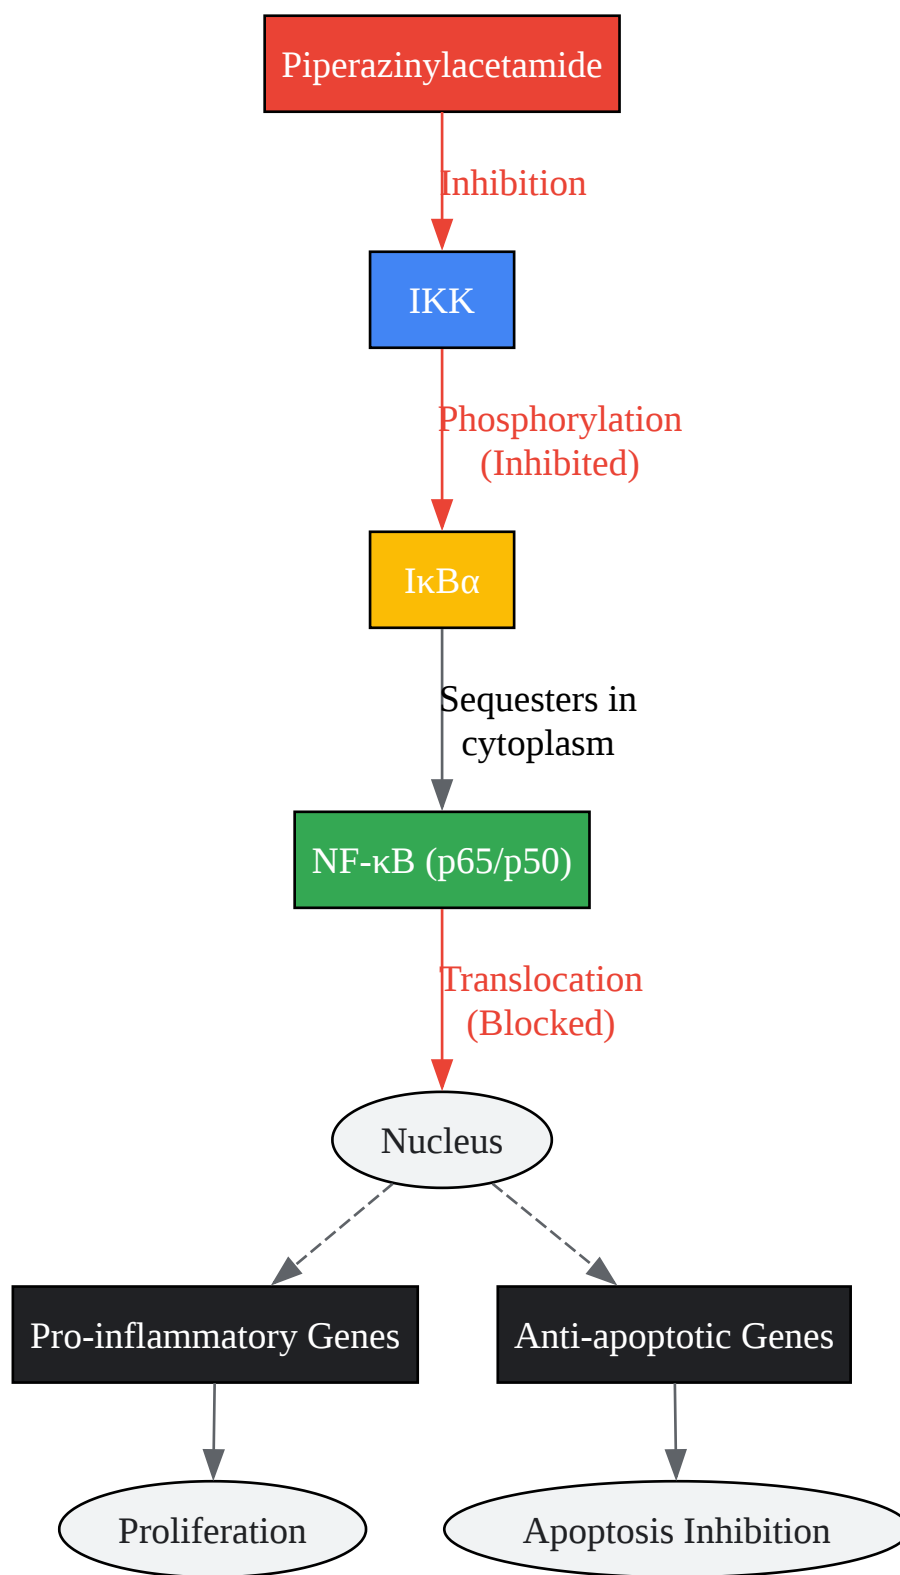 Piperazinylacetamide
Inhibition
IKK
Phosphorylation
(Inhibited)
IκBα
Sequesters in
cytoplasm
NF-κB (p65/p50)
Translocation
(Blocked)
Nucleus
Pro-inflammatory Genes
Anti-apoptotic Genes
Proliferation
Apoptosis Inhibition